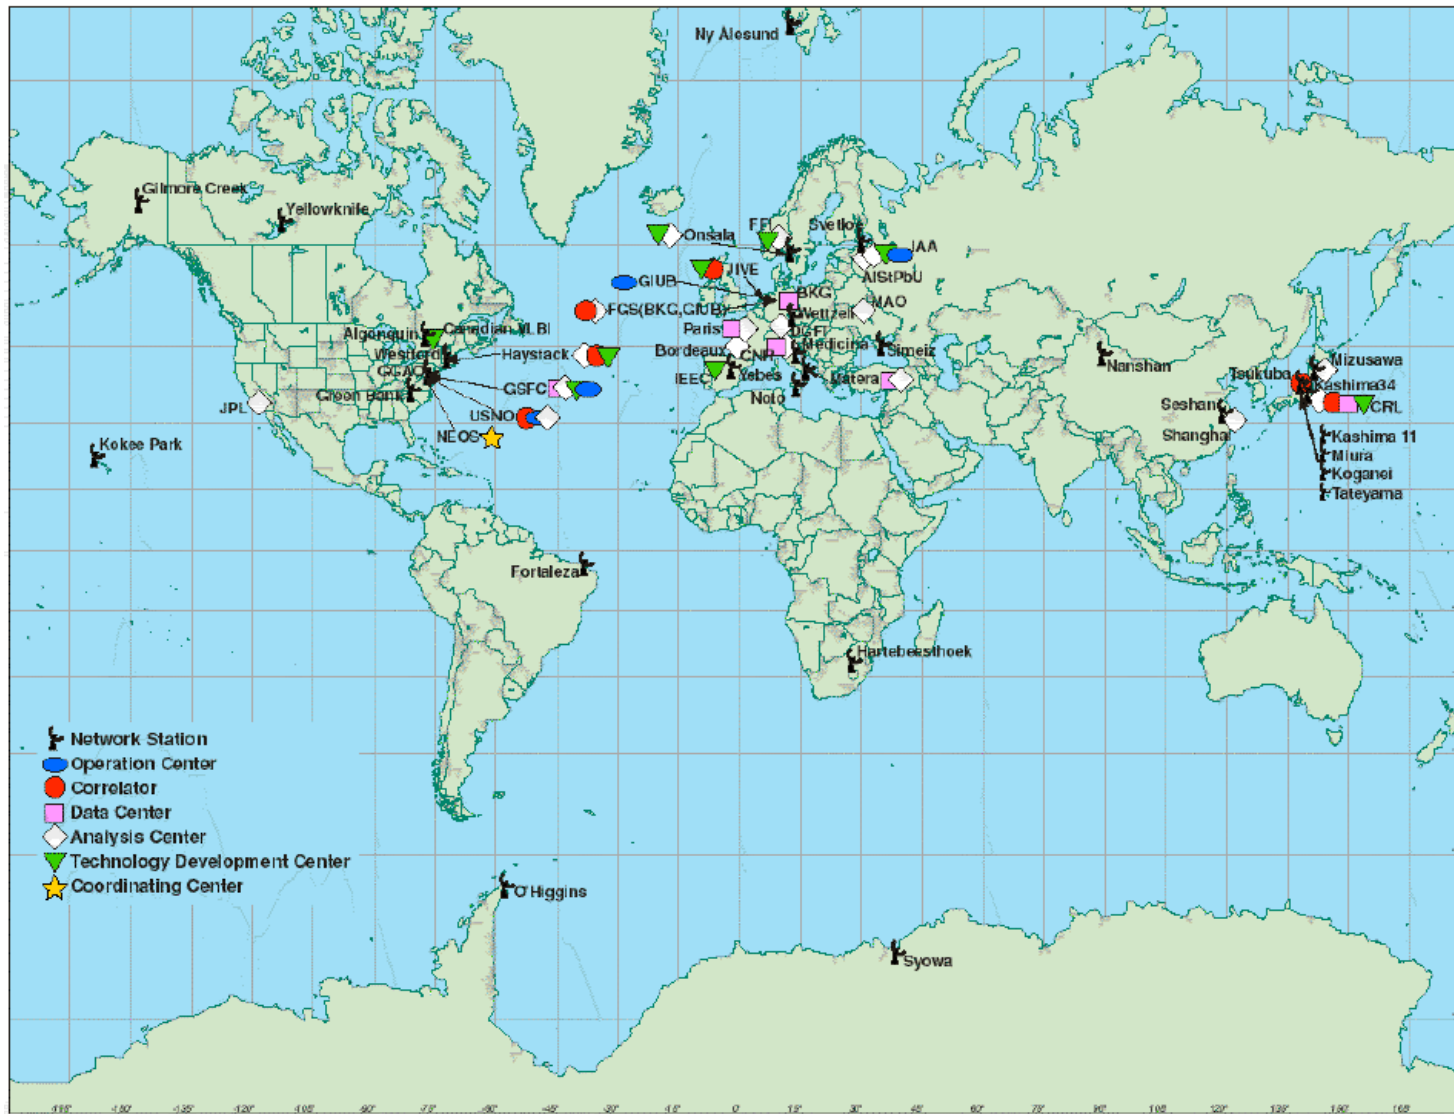 Ny Alesund
Gilmore Creek
Yellowknife
Onsala
FFI
Svetloe
IAA
AIStPbU
JIVE
GIUB
BKG
MAO
FGS(BKG,GIUB)
Wettzell
Paris
DGFI
Algonquin
Canadian VLBI
Bordeaux
Medicina
Simeiz
Westford
Haystack
CNR
Nanshan
Mizusawa
GGAO
IEEC
Yebes
Matera
Tsukuba
Kashima34
Green Bank
GSFC
Noto
JPL
USNO
Seshan
CRL
NEOS
Shanghai
Kokee Park
Kashima 11
Miura
Koganei
Tateyama
Fortaleza
Hartebeesthoek
Network Station
Operation Center
Correlator
Data Center
Analysis Center
Technology Development Center
Coordinating Center
O'Higgins
Syowa